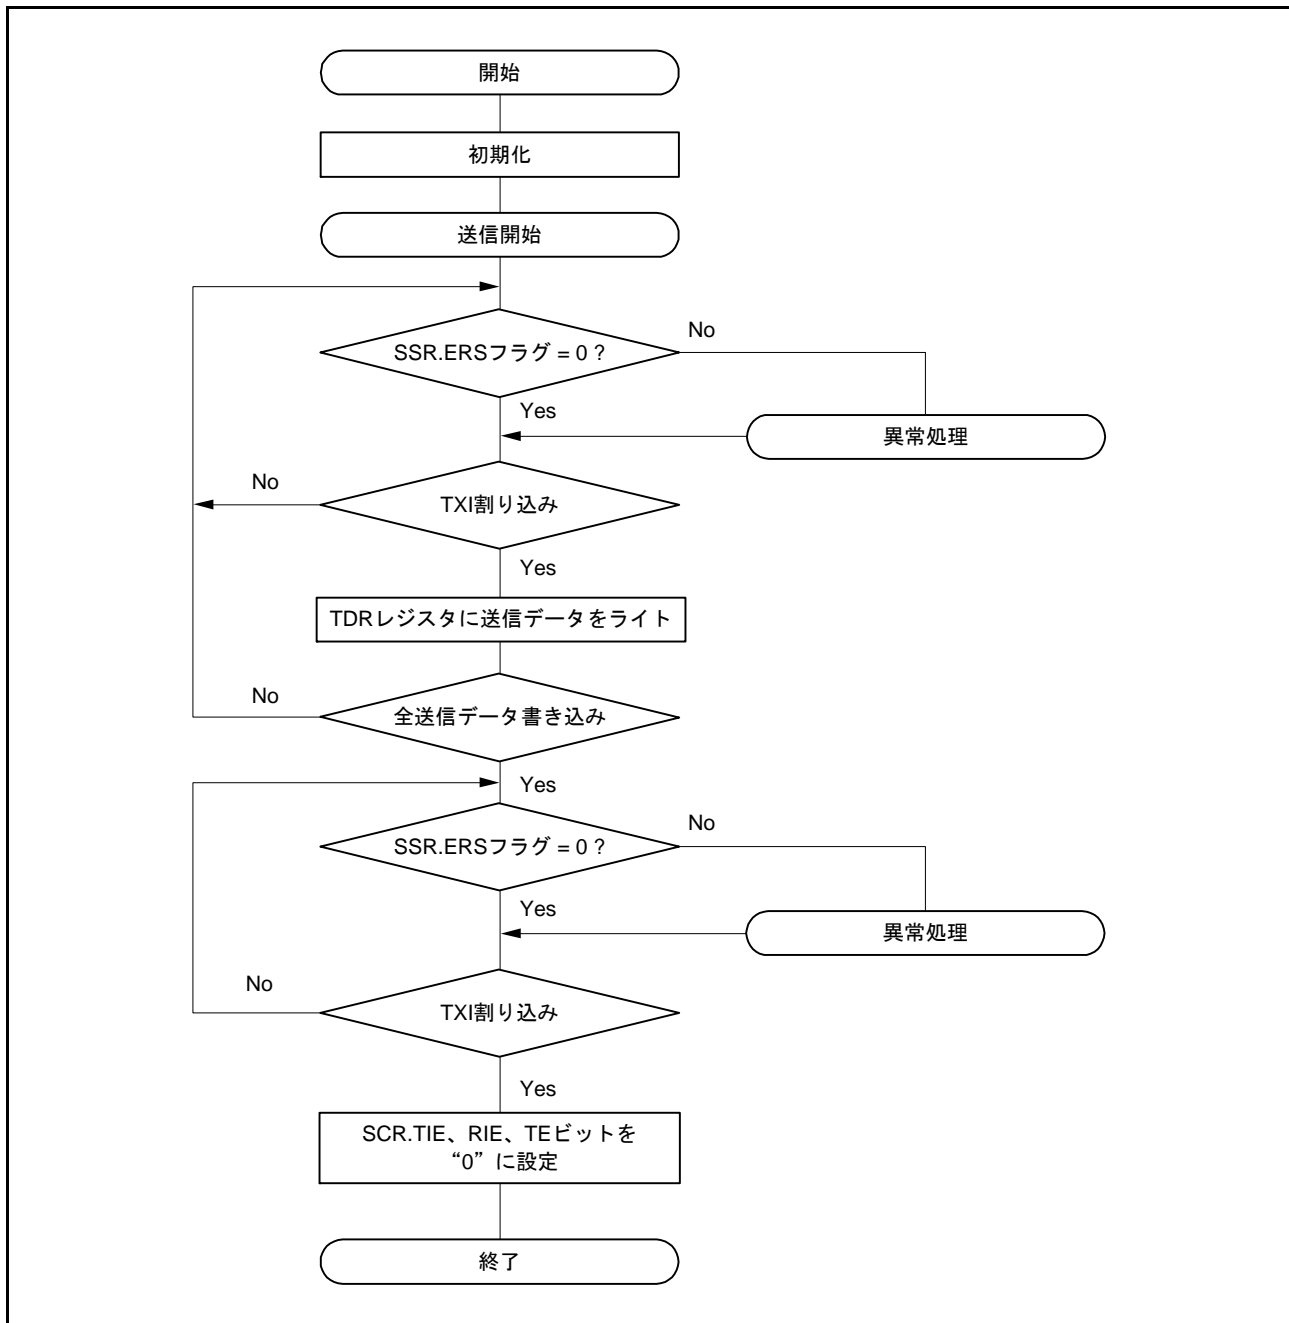 開始
初期化
送信開始
SSR.ERSフラグ = 0 ?
No
Yes
異常処理
No
TXI割り込み
Yes
TDRレジスタに送信データをライト
No
全送信データ書き込み
Yes
SSR.ERSフラグ = 0 ?
No
Yes
異常処理
No
TXI割り込み
Yes
SCR.TIE、RIE、TEビットを
“0”に設定
終了